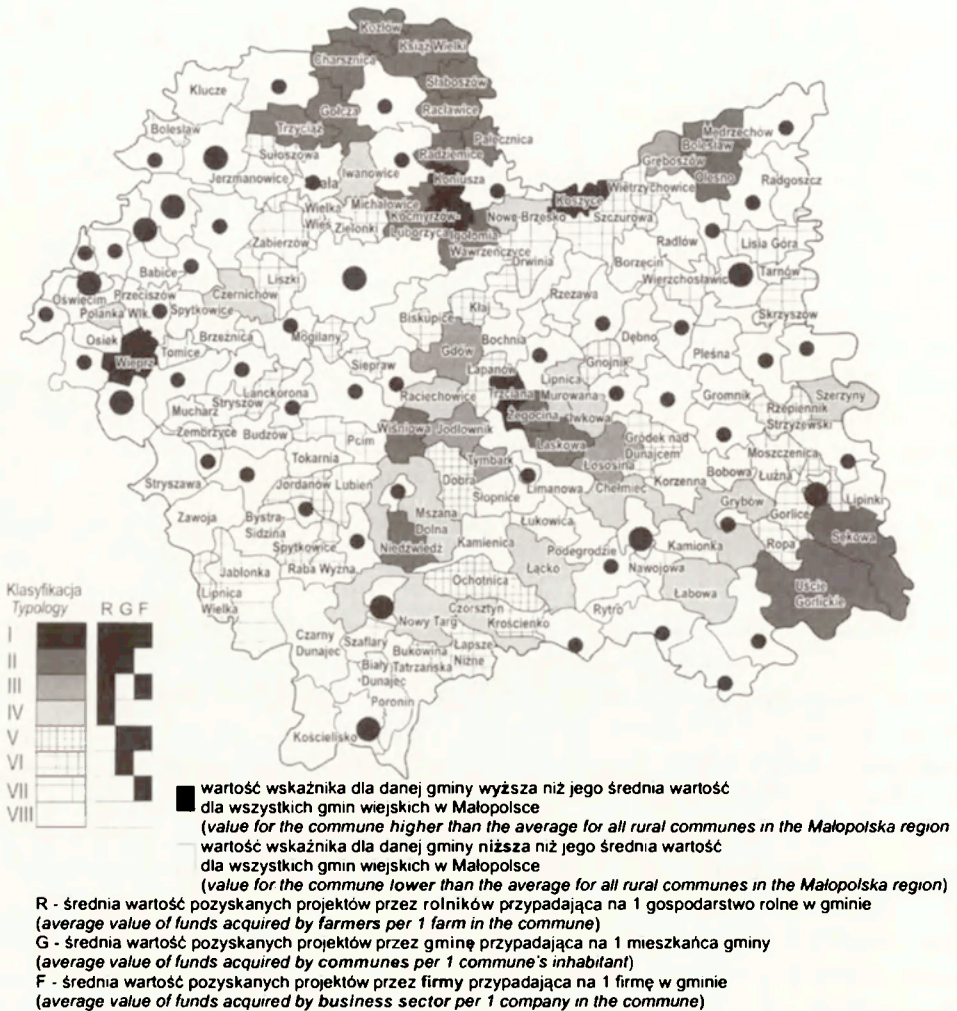 Kozłów
Książ Wielki
Charsznica
Słaboszów
Klucze
Racławice
Gołcza
Mędrzechów
Trzyciąż
Pałecznica
Bolesław
Bolesław
Sułoszowa
Radziemice
Gręboszów
Olesno
Radgoszcz
Jerzmanowice
Iwanowice
Koniusza
Wietrzychowice
Wielka
Wieś
Michałowice
Koszyce
Zielonki
Kocmyrzów-
Luborzyca
Nowe Brzesko
Szczurowa
Igołomia
Wawrzeńczyce
Zabierzów
Drwinia
Radłów
Lisia Góra
Babice
Liszki
Borzęcin
Wierzchosławice
Tarnów
Oświęcim
Przeciszów
Czernichów
Rzezawa
Polanka Wlk.
Spytkowice
Kłaj
Skrzyszów
Biskupice
Osiek
Brzeźnica
Mogilany
Bochnia
Dębno
Wieprz
Tomice
Gdów
Pleśna
Siepraw
Łapanów
Gnojnik
Lanckorona
Raciechowice
Lipnica
Murowana
Gromnik
Szerzyny
Stryszów
Trzciana
Mucharz
Żegocina
Iwkowa
Rzepiennik
Strzyżewski
Zembrzyce
Budzów
Wiśniowa
Jodłownik
Pcim
Laskowa
Gródek nad
Dunajcem
Moszczenica
Tokarnia
Tymbark
Łososina
Bobowa
Łużna
Stryszawa
Jordanów
Lubień
Dobra
Limanowa
Chełmiec
Korzenna
Słopnice
Grybów
Gorlice
Lipinki
Zawoja
Bystra-
Sidzina
Mszana
Dolna
Łukowica
Kamienica
Podegrodzie
Kamionka
Ropa
Sękowa
Spytkowice
Niedźwiedź
Raba Wyżna
Łącko
Nawojowa
Jabłonka
Ochotnica
Łabowa
Uście
Gorlickie
Lipnica
Wielka
Czorsztyn
Rytro
Nowy Targ
Krościenko
Czarny
Dunajec
Szaflary
Bukowina
Tatrzańska
Łapsze
Niżne
Biały
Dunajec
Poronin
Kościelisko
Klasyfikacja
Typology
R G F
I
II
III
IV
V
VI
VII
VIII
wartość wskaźnika dla danej gminy wyższa niż jego średnia wartość
dla wszystkich gmin wiejskich w Małopolsce
(value for the commune higher than the average for all rural communes in the Małopolska region
wartość wskaźnika dla danej gminy niższa niż jego średnia wartość
dla wszystkich gmin wiejskich w Małopolsce
(value for the commune lower than the average for all rural communes in the Małopolska region)
R - średnia wartość pozyskanych projektów przez rolników przypadająca na 1 gospodarstwo rolne w gminie
(average value of funds acquired by farmers per 1 farm in the commune)
G - średnia wartość pozyskanych projektów przez gminę przypadająca na 1 mieszkańca gminy
(average value of funds acquired by communes per 1 commune's inhabitant)
F - średnia wartość pozyskanych projektów przez firmy przypadająca na 1 firmę w gminie
(average value of funds acquired by business sector per 1 company in the commune)